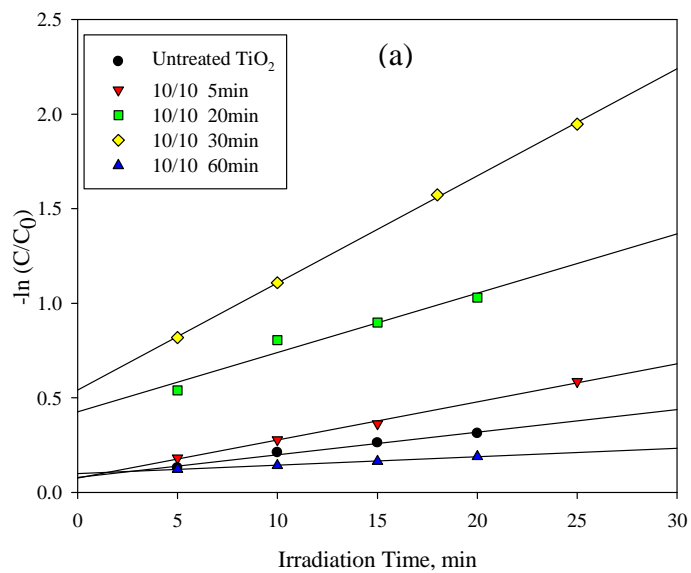 2.5
(a)
Untreated TiO2
10/10 5min
10/10 20min
10/10 30min
10/10 60min
2.0
1.5
1.0
0.5
0.0
-ln (C/C0)
0 5 10 15 20 25 30
Irradiation Time, min